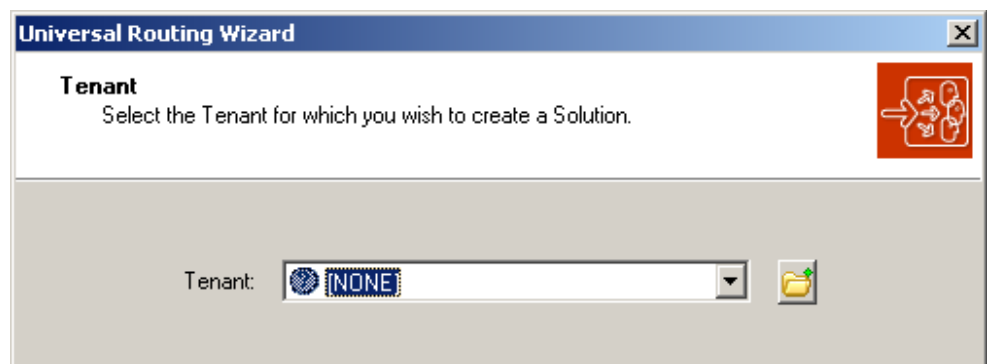 Universal Routing Wizard
Tenant
Select the Tenant for which you wish to create a Solution.
Tenant: [NONE]